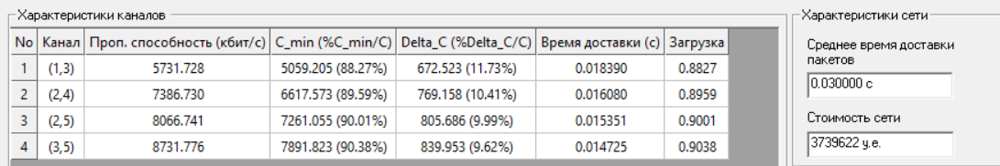 Характеристики каналов
No Канал Проп. способность (кбит/с) C_min (%C_min/C) Delta_C (%Delta_C/C) Время доставки (с) Загрузка
1 (1,3) 5731.728 5059.205 (88.27%) 672.523 (11.73%) 0.018390 0.8827
2 (2,4) 7386.730 6617.573 (89.59%) 769.158 (10.41%) 0.016080 0.8959
3 (2,5) 8066.741 7261.055 (90.01%) 805.686 (9.99%) 0.015351 0.9001
4 (3,5) 8731.776 7891.823 (90.38%) 839.953 (9.62%) 0.014725 0.9038
Характеристики сети
Среднее время доставки
пакетов
0.030000 с
Стоимость сети
3739622 у.е.